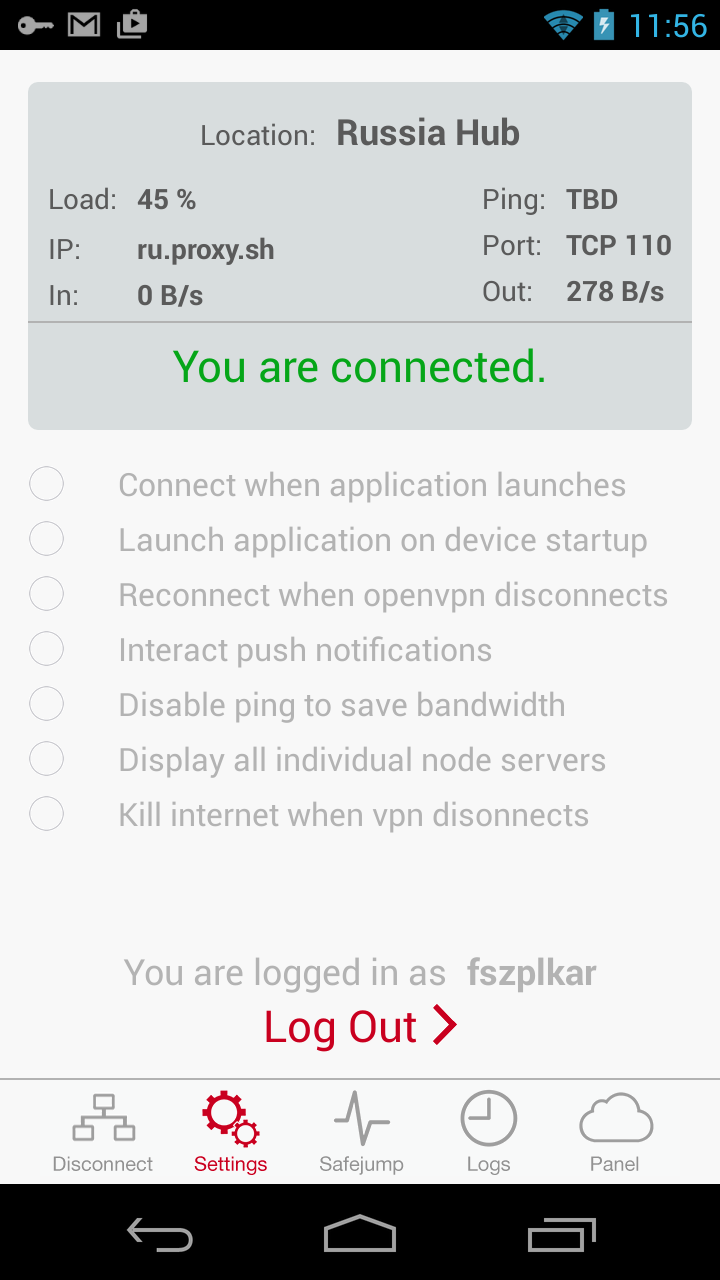 11:56
Location: Russia Hub
Load: 45 % Ping: TBD
IP: ru.proxy.sh Port: TCP 110
In: 0 B/s Out: 278 B/s
You are connected.
Connect when application launches
Launch application on device startup
Reconnect when openvpn disconnects
Interact push notifications
Disable ping to save bandwidth
Display all individual node servers
Kill internet when vpn disonnects
You are logged in as fszplkar
Log Out
Disconnect Settings Safejump Logs Panel